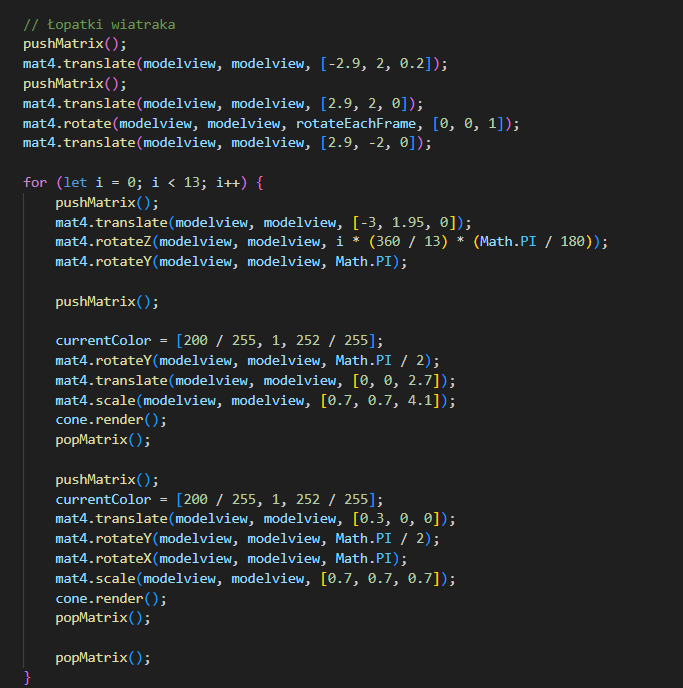 // Łopatki wiatraka
pushMatrix();
mat4.translate(modelview, modelview, [-2.9, 2, 0.2]);
pushMatrix();
mat4.translate(modelview, modelview, [2.9, 2, 0]);
mat4.rotate(modelview, modelview, rotateEachFrame, [0, 0, 1]);
mat4.translate(modelview, modelview, [2.9, -2, 0]);
for (let i = 0; i < 13; i++) {
pushMatrix();
mat4.translate(modelview, modelview, [-3, 1.95, 0]);
mat4.rotateZ(modelview, modelview, i * (360 / 13) * (Math.PI / 180));
mat4.rotateY(modelview, modelview, Math.PI);
pushMatrix();
currentColor = [200 / 255, 1, 252 / 255];
mat4.rotateY(modelview, modelview, Math.PI / 2);
mat4.translate(modelview, modelview, [0, 0, 2.7]);
mat4.scale(modelview, modelview, [0.7, 0.7, 4.1]);
cone.render();
popMatrix();
pushMatrix();
currentColor = [200 / 255, 1, 252 / 255];
mat4.translate(modelview, modelview, [0.3, 0, 0]);
mat4.rotateY(modelview, modelview, Math.PI / 2);
mat4.rotateX(modelview, modelview, Math.PI);
mat4.scale(modelview, modelview, [0.7, 0.7, 0.7]);
cone.render();
popMatrix();
popMatrix();
}